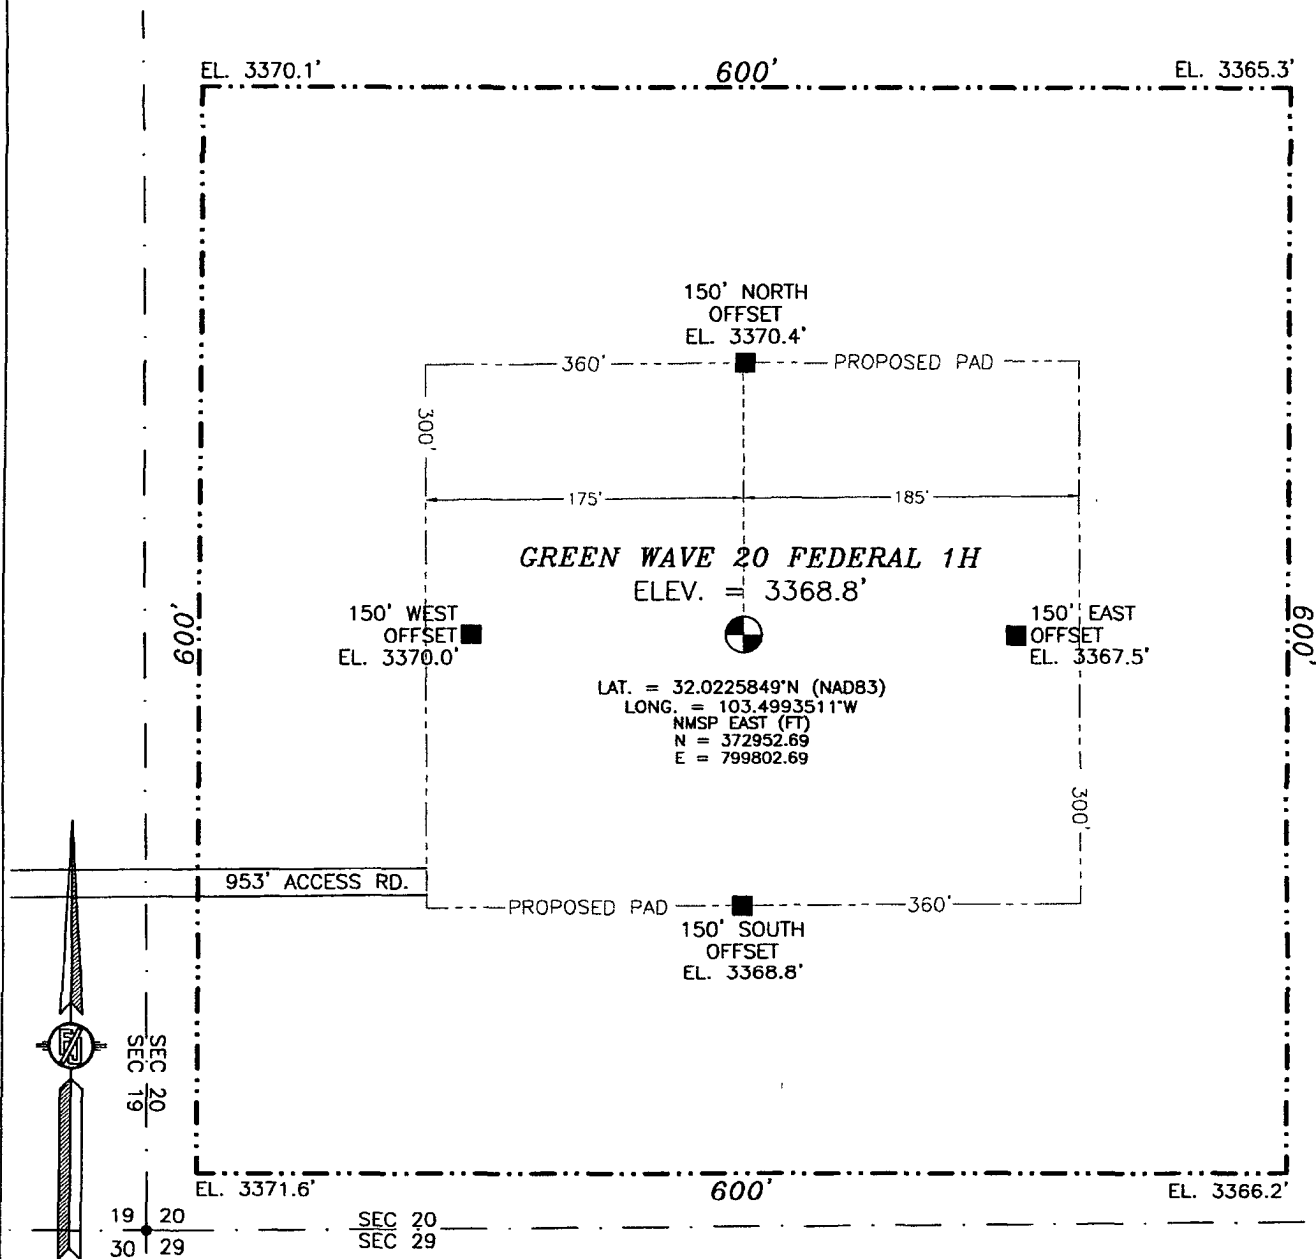 EL. 3370.1'
600'
EL. 3365.3'
150' NORTH
OFFSET
EL. 3370.4'
360'
PROPOSED PAD
300'
175'
185'
GREEN WAVE 20 FEDERAL 1H
ELEV. = 3368.8'
600'
150' WEST
OFFSET
EL. 3370.0'
150' EAST
OFFSET
EL. 3367.5'
600'
LAT. = 32.0225849°N (NAD83)
LONG. = 103.4993511°W
NMSP EAST (FT)
N = 372952.69
E = 799802.69
300'
953' ACCESS RD.
PROPOSED PAD
360'
150' SOUTH
OFFSET
EL. 3368.8'
SEC 20
SEC 19
EL. 3371.6'
600'
EL. 3366.2'
19 20
30 29
SEC 20
SEC 29